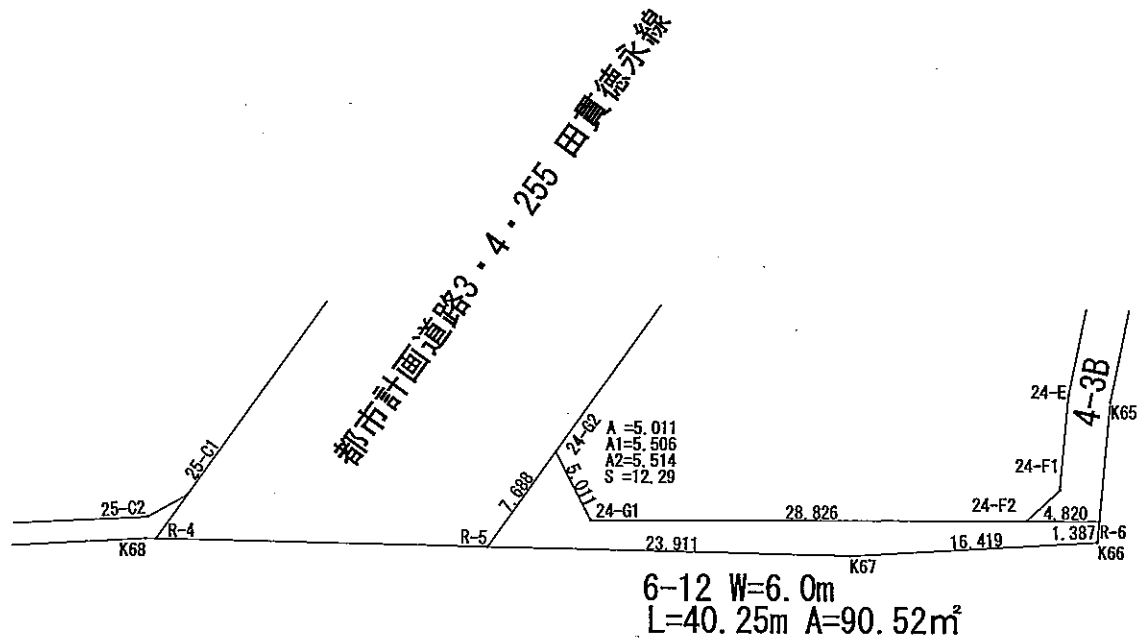 都市計画道路3・4・255 田貫徳永線
24-E
4-3B
K65
24-G2
A =5.011
A1=5.506
A2=5.514
S =12.29
25-C1
7.688
5.011
24-F1
25-C2
24-G1
28.826
24-F2
4.820
R-4
R-5
1.387
R-6
K68
23.911
16.419
K66
K67
6-12 W=6.0m
L=40.25m A=90.52㎡